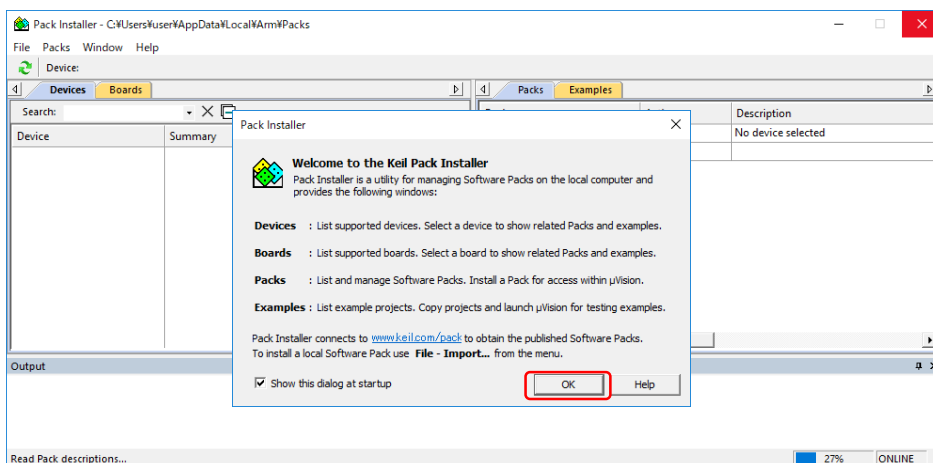 Pack Installer - C:¥Users¥user¥AppData¥Local¥Arm¥Packs
File Packs Window Help
Device:
Devices Boards
Packs Examples
Search:
Description
Device Summary
No device selected
Pack Installer
Welcome to the Keil Pack Installer
Pack Installer is a utility for managing Software Packs on the local computer and
provides the following windows:
Devices : List supported devices. Select a device to show related Packs and examples.
Boards : List supported boards. Select a board to show related Packs and examples.
Packs : List and manage Software Packs. Install a Pack for access within µVision.
Examples : List example projects. Copy projects and launch µVision for testing examples.
Pack Installer connects to www.keil.com/pack to obtain the published Software Packs.
To install a local Software Pack use File - Import... from the menu.
Show this dialog at startup
OK Help
Output
Read Pack descriptions...
27% ONLINE